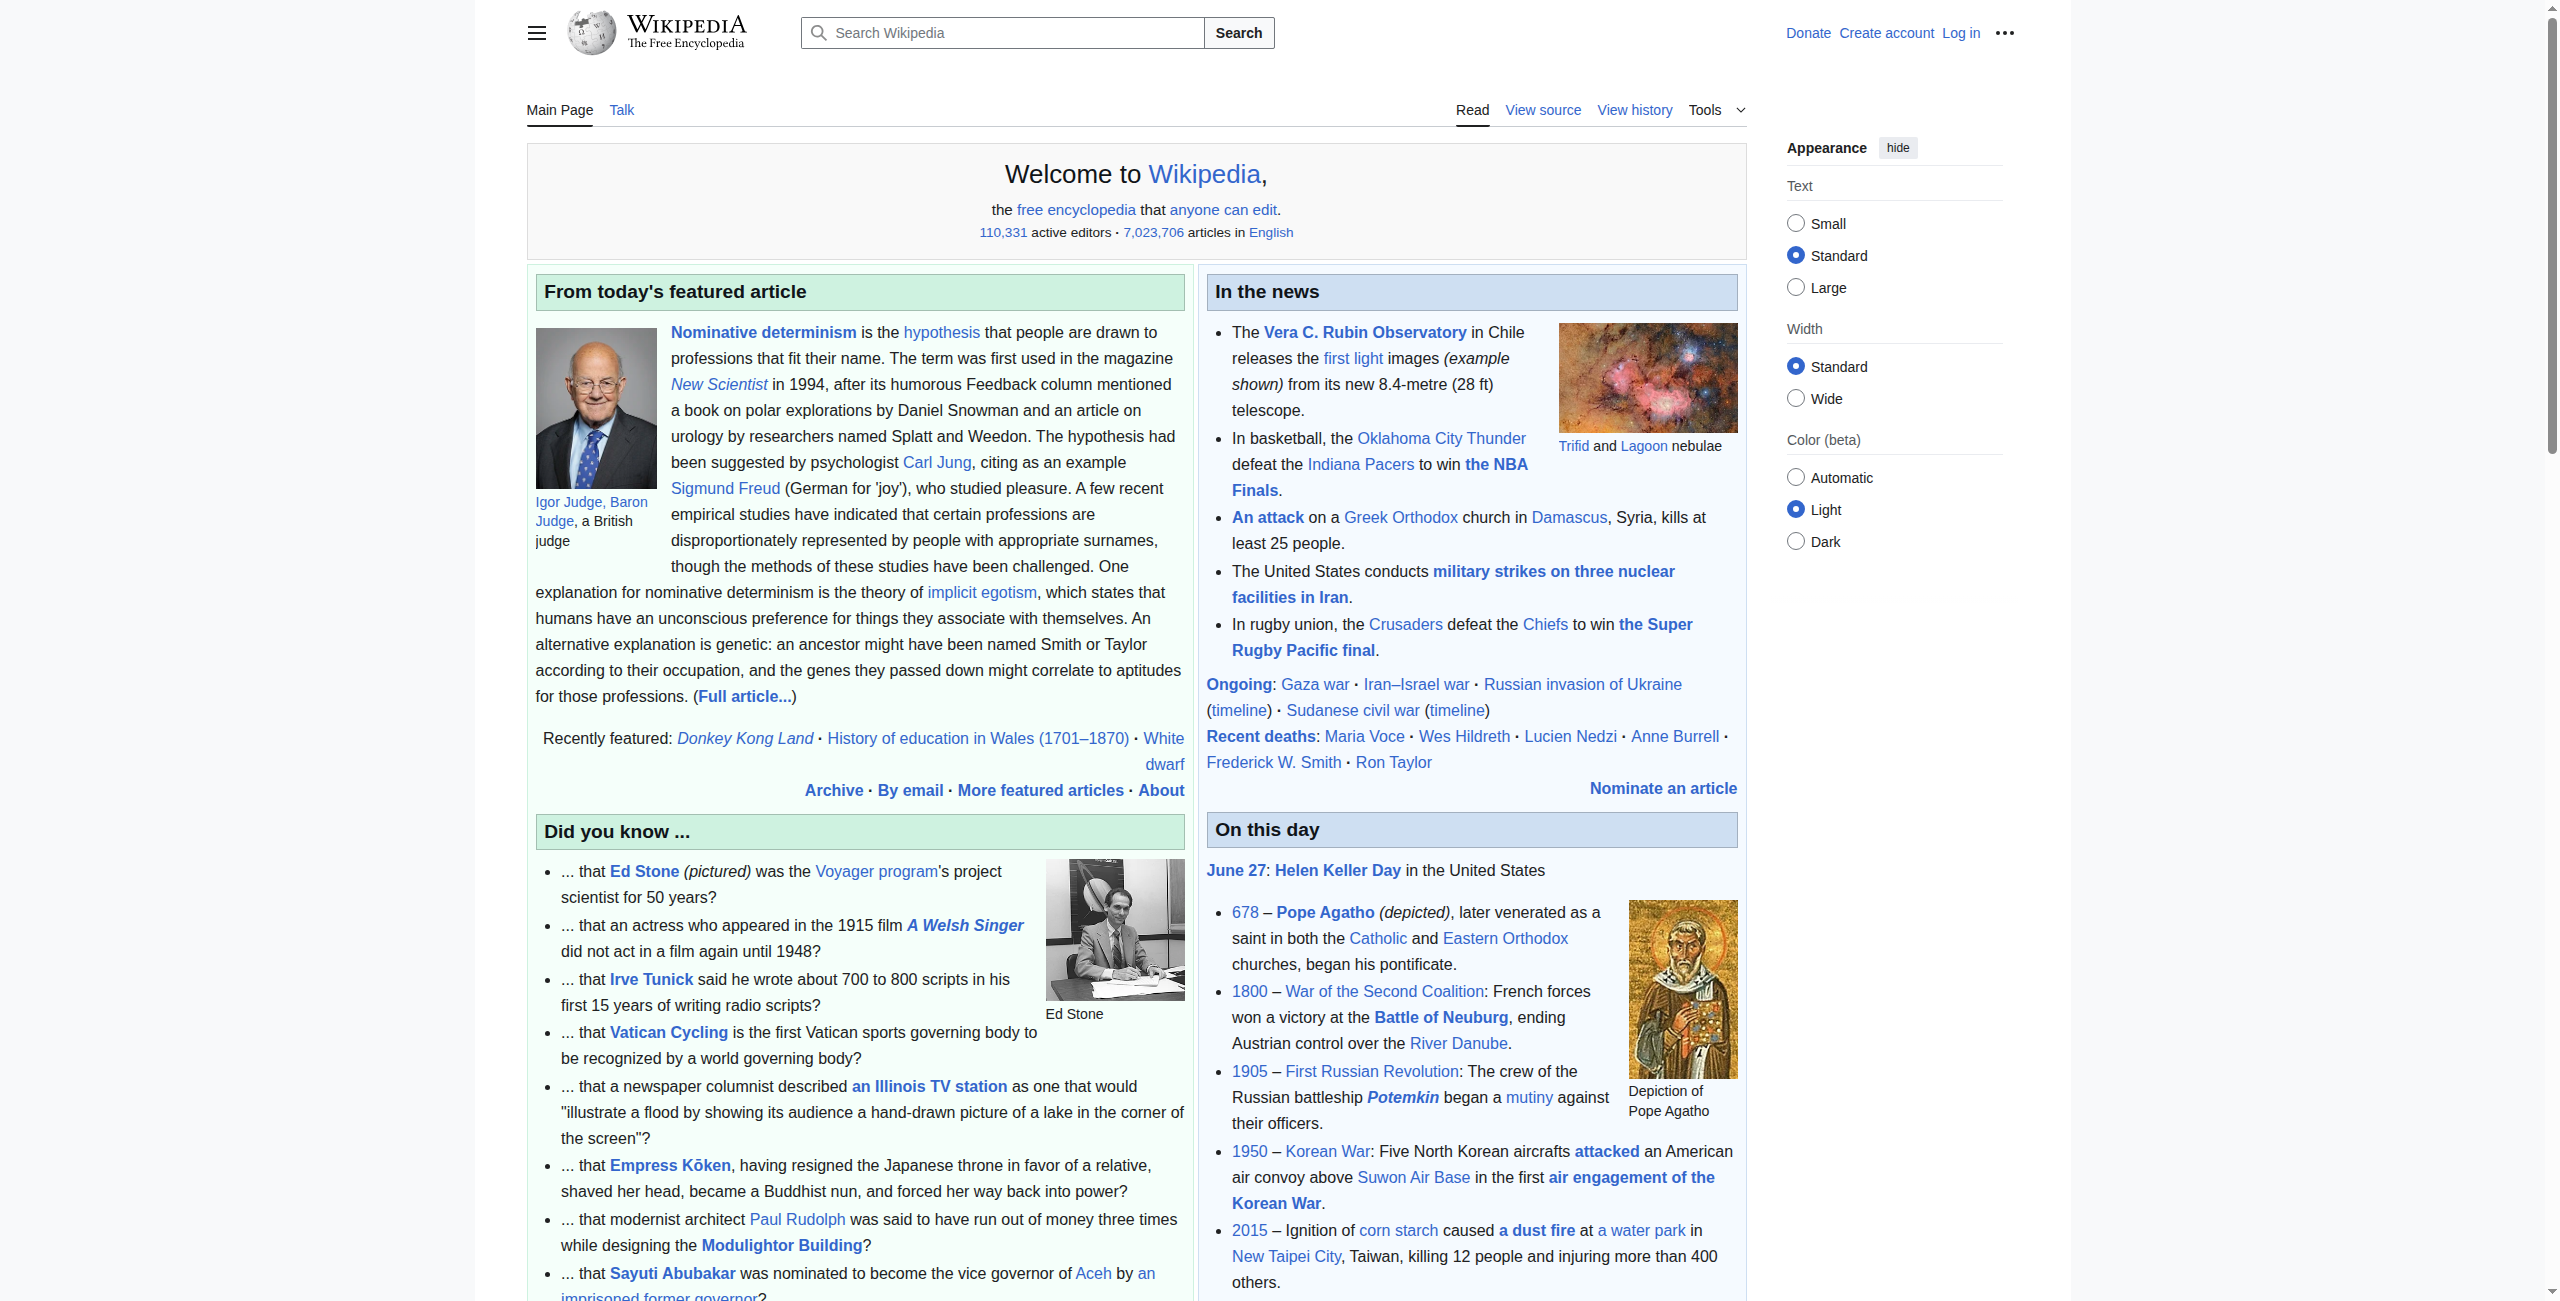 WIKIPEDIA
The Free Encyclopedia
Search Wikipedia
Search
Donate Create account Log in
Main Page Talk
Read View source View history Tools
Welcome to Wikipedia,
the free encyclopedia that anyone can edit.
110,331 active editors · 7,023,706 articles in English
From today's featured article
Igor Judge, Baron
Judge, a British
judge
Nominative determinism is the hypothesis that people are drawn to
professions that fit their name. The term was first used in the magazine
New Scientist in 1994, after its humorous Feedback column mentioned
a book on polar explorations by Daniel Snowman and an article on
urology by researchers named Splatt and Weedon. The hypothesis had
been suggested by psychologist Carl Jung, citing as an example
Sigmund Freud (German for 'joy'), who studied pleasure. A few recent
empirical studies have indicated that certain professions are
disproportionately represented by people with appropriate surnames,
though the methods of these studies have been challenged. One
explanation for nominative determinism is the theory of implicit egotism, which states that
humans have an unconscious preference for things they associate with themselves. An
alternative explanation is genetic: an ancestor might have been named Smith or Taylor
according to their occupation, and the genes they passed down might correlate to aptitudes
for those professions. (Full article...)
Recently featured: Donkey Kong Land · History of education in Wales (1701–1870) · White
dwarf
Archive · By email · More featured articles · About
Did you know ...
... that Ed Stone (pictured) was the Voyager program's project
scientist for 50 years?
... that an actress who appeared in the 1915 film A Welsh Singer
did not act in a film again until 1948?
... that Irve Tunick said he wrote about 700 to 800 scripts in his
first 15 years of writing radio scripts?
... that Vatican Cycling is the first Vatican sports governing body to
be recognized by a world governing body?
... that a newspaper columnist described an Illinois TV station as one that would
"illustrate a flood by showing its audience a hand-drawn picture of a lake in the corner of
the screen"?
... that Empress Kōken, having resigned the Japanese throne in favor of a relative,
shaved her head, became a Buddhist nun, and forced her way back into power?
... that modernist architect Paul Rudolph was said to have run out of money three times
while designing the Modulightor Building?
... that Sayuti Abubakar was nominated to become the vice governor of Aceh by an
imprisoned former governor?
Ed Stone
In the news
The Vera C. Rubin Observatory in Chile
releases the first light images (example
shown) from its new 8.4-metre (28 ft)
telescope.
In basketball, the Oklahoma City Thunder
defeat the Indiana Pacers to win the NBA
Finals.
An attack on a Greek Orthodox church in Damascus, Syria, kills at
least 25 people.
The United States conducts military strikes on three nuclear
facilities in Iran.
In rugby union, the Crusaders defeat the Chiefs to win the Super
Rugby Pacific final.
Trifid and Lagoon nebulae
Ongoing: Gaza war · Iran–Israel war · Russian invasion of Ukraine
(timeline) · Sudanese civil war (timeline)
Recent deaths: Maria Voce · Wes Hildreth · Lucien Nedzi · Anne Burrell ·
Frederick W. Smith · Ron Taylor
Nominate an article
On this day
June 27: Helen Keller Day in the United States
678 – Pope Agatho (depicted), later venerated as a
saint in both the Catholic and Eastern Orthodox
churches, began his pontificate.
1800 – War of the Second Coalition: French forces
won a victory at the Battle of Neuburg, ending
Austrian control over the River Danube.
1905 – First Russian Revolution: The crew of the
Russian battleship Potemkin began a mutiny against
their officers.
1950 – Korean War: Five North Korean aircrafts attacked an American
air convoy above Suwon Air Base in the first air engagement of the
Korean War.
2015 – Ignition of corn starch caused a dust fire at a water park in
New Taipei City, Taiwan, killing 12 people and injuring more than 400
others.
Depiction of
Pope Agatho
Appearance hide
Text
Small
Standard
Large
Width
Standard
Wide
Color (beta)
Automatic
Light
Dark